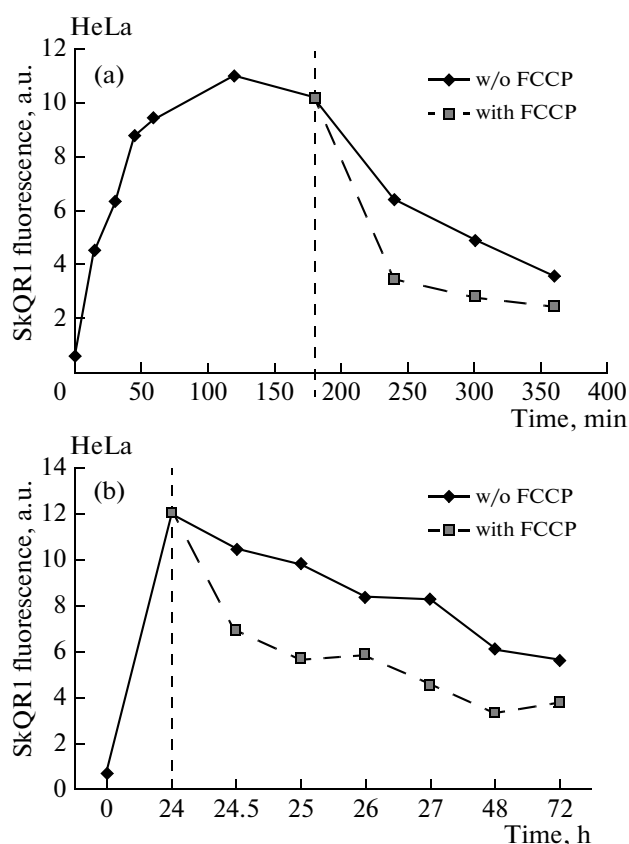 HeLa
(a)
w/o FCCP
with FCCP
SkQR1 fluorescence, a.u.
12
10
8
6
4
2
0 50 100 150 200 250 300 350 400
Time, min
HeLa
(b)
w/o FCCP
with FCCP
SkQR1 fluorescence, a.u.
14
12
10
8
6
4
2
0
0 24 24.5 25 26 27 48 72
Time, h